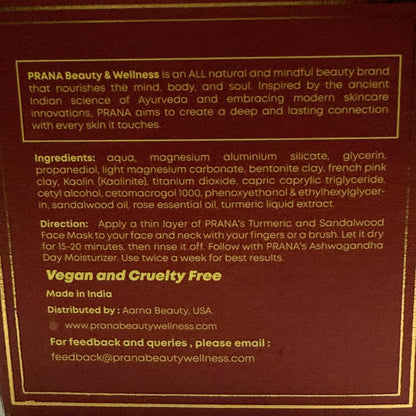 PRANA Beauty & Wellness is an ALL natural and mindful beauty brand
that nourishes the mind, body, and soul. Inspired by the ancient
Indian science of Ayurveda and embracing modern skincare
innovations, PRANA aims to create a deep and lasting connection
with every skin it touches.
Ingredients: aqua, magnesium aluminium silicate, glycerin,
propanediol, light magnesium carbonate, bentonite clay, french pink
clay, Kaolin (Kaolinite), titanium dioxide, capric caprylic triglyceride,
cetyl alcohol, cetomacrogol 1000, phenoxyethanol & ethylhexylglycer-
in, sandalwood oil, rose essential oil, turmeric liquid extract.
Direction: Apply a thin layer of PRANA's Turmeric and Sandalwood
Face Mask to your face and neck with your fingers or a brush. Let it dry
for 15-20 minutes, then rinse it off. Follow with PRANA's Ashwagandha
Day Moisturizer. Use twice a week for best results.
Vegan and Cruelty Free
Made in India
Distributed by : Aarna Beauty, USA.
www.pranabeautywellness.com
For feedback and queries , please email :
feedback@pranabeautywellness.com